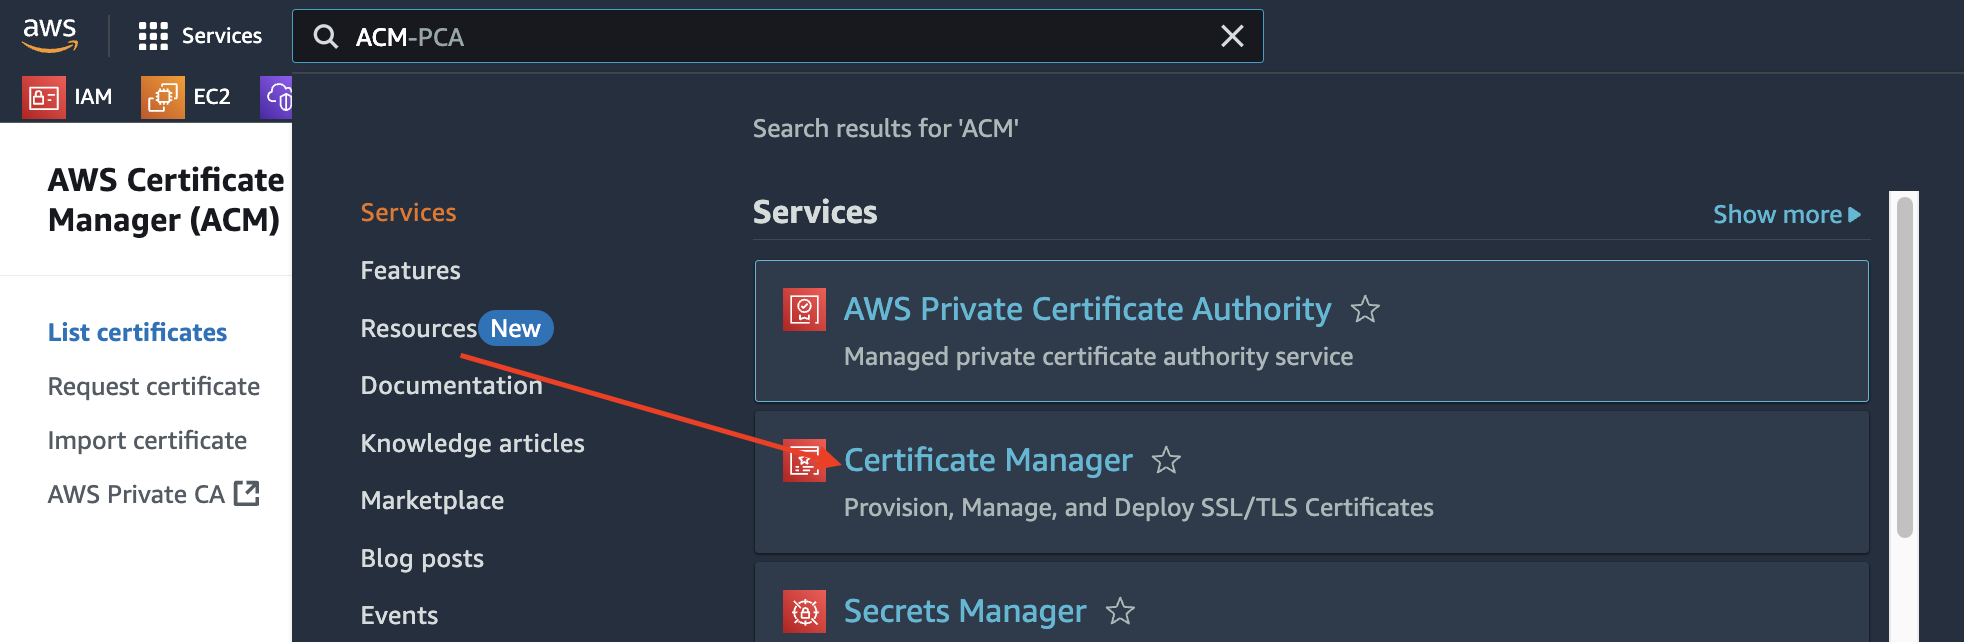 aws
Services
ACM-PCA
IAM
EC2
Search results for 'ACM'
AWS Certificate
Manager (ACM)
List certificates
Request certificate
Import certificate
AWS Private CA
Services
Features
Resources New
Documentation
Knowledge articles
Marketplace
Blog posts
Events
Services
Show more
AWS Private Certificate Authority
Managed private certificate authority service
Certificate Manager
Provision, Manage, and Deploy SSL/TLS Certificates
Secrets Manager